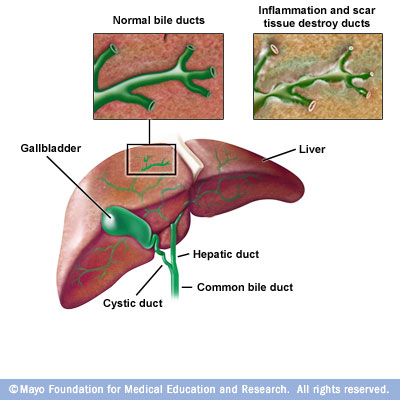 Normal bile ducts
Inflammation and scar
tissue destroy ducts
Gallbladder
Liver
Hepatic duct
Common bile duct
Cystic duct
© Mayo Foundation for Medical Education and Research. All rights reserved.